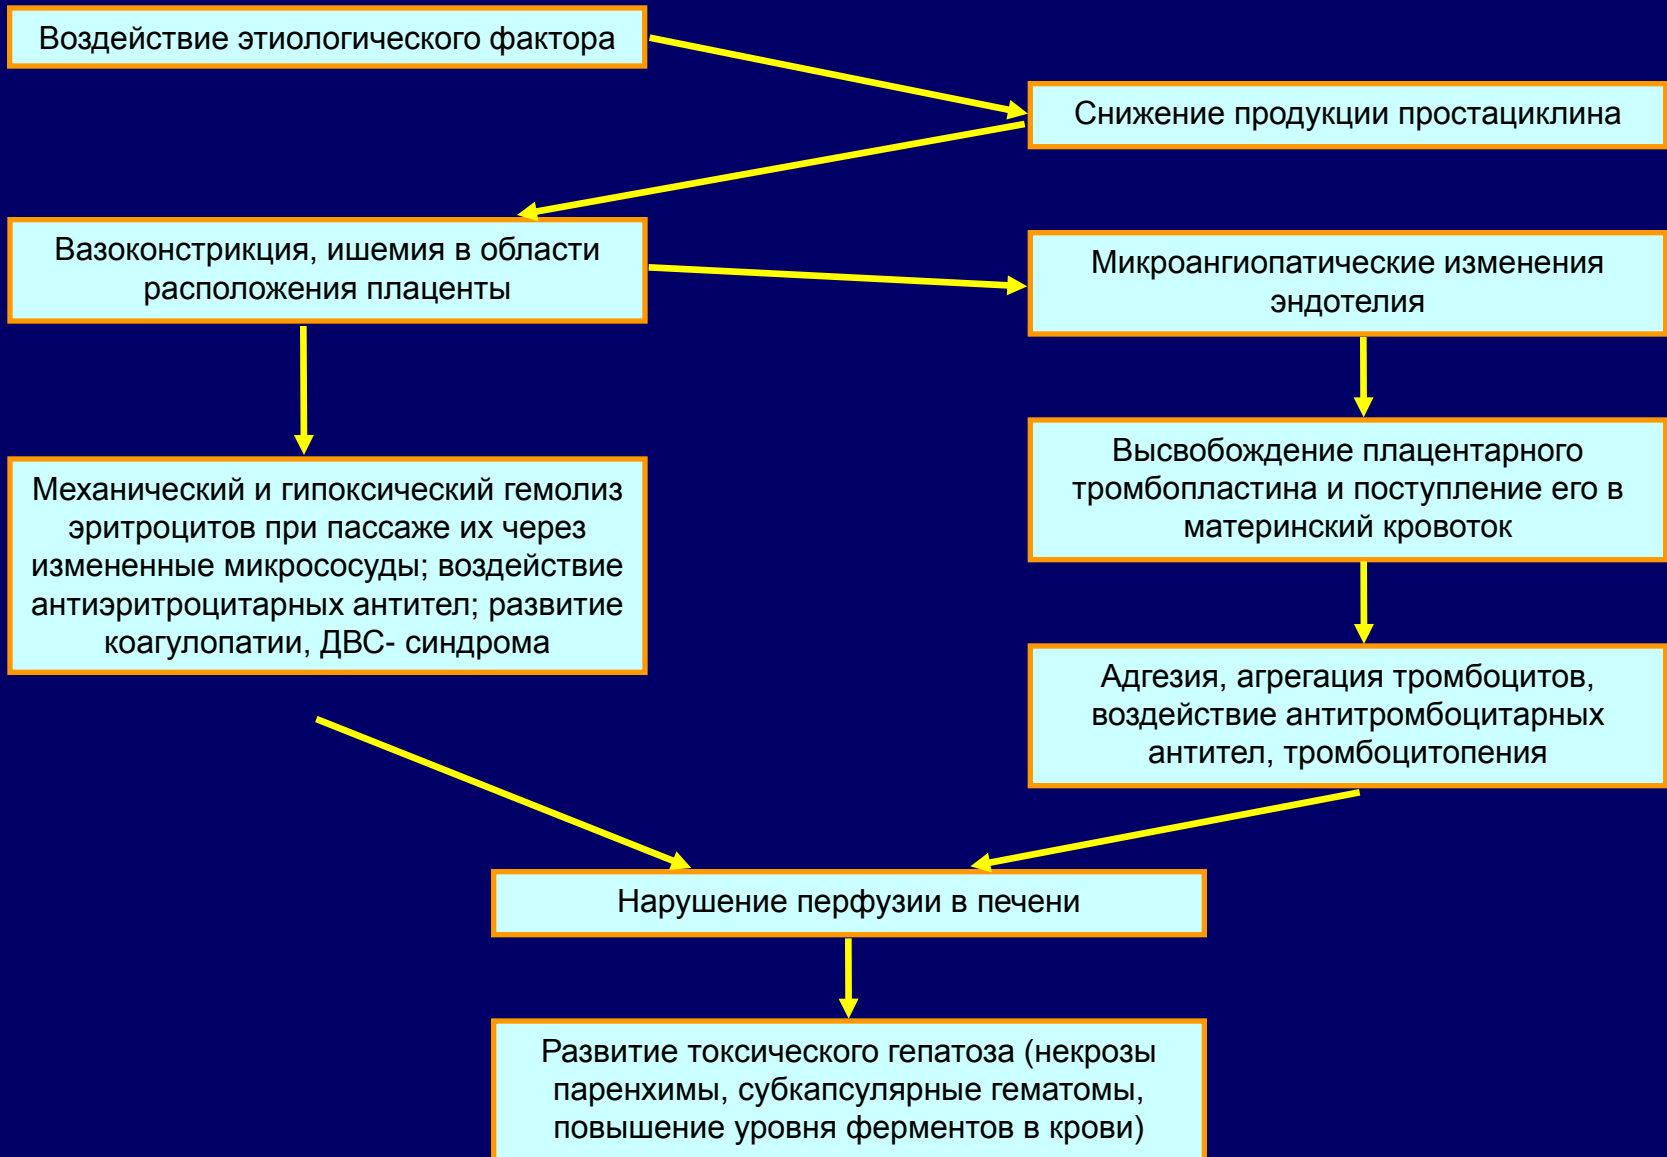 Воздействие этиологического фактора
Снижение продукции простациклина
Вазоконстрикция, ишемия в области
расположения плаценты
Микроангиопатические изменения
эндотелия
Механический и гипоксический гемолиз
эритроцитов при пассаже их через
измененные микрососуды; воздействие
антиэритроцитарных антител; развитие
коагулопатии, ДВС- синдрома
Высвобождение плацентарного
тромбопластина и поступление его в
материнский кровоток
Адгезия, агрегация тромбоцитов,
воздействие антитромбоцитарных
антител, тромбоцитопения
Нарушение перфузии в печени
Развитие токсического гепатоза (некрозы
паренхимы, субкапсулярные гематомы,
повышение уровня ферментов в крови)